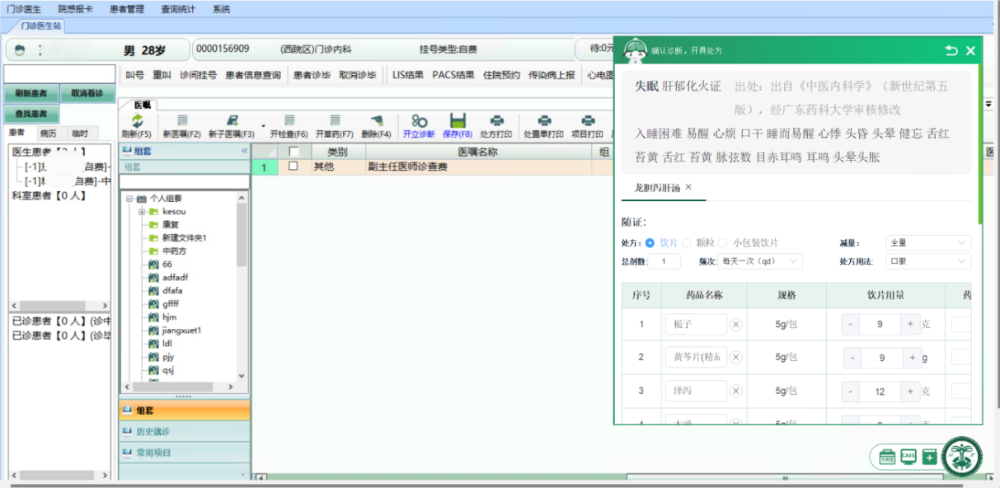 门诊医生 院感报卡 患者管理 查询统计 系统
门诊医生站
男 28岁 0000156909 (西院区)门诊内科 挂号类型:自费 待:0元
叫号 重叫 诊间挂号 患者信息查询 患者诊毕 取消诊毕 LIS结果 PACS结果 住院预约 传染病上报 心电图
刷新患者 取消看诊
查找患者
患者 病历 临时
医生患者【
[-1] 自费]-
[-1] 自费]-中
科室患者【0 人】
已诊患者【0 人】(诊中
已诊患者【0 人】(诊毕
医嘱
刷新(F5) 新医嘱(F2) 新子医嘱(F3) 开检查(F6) 开草药(F7) 删除(F4) 开立诊断 保存(F8) 处方打印 处置单打印 项目打印
组套
组套
个人组套
kesou
康复
新建文件夹1
中药方
66
adfadf
dfafa
gffff
hjm
jiangxuet1
ldl
pjy
qsj
组套
历史就诊
常用项目
类别 医嘱名称 组 医
1 其他 副主任医师诊查费
确认诊断，开具处方
失眠 肝郁化火证 出处：出自《中医内科学》（新世纪第五
版），经广东药科大学审核修改
入睡困难 易醒 心烦 口干 睡而易醒 心悸 头昏 头晕 健忘 舌红
苔黄 舌红 苔黄 脉弦数 目赤耳鸣 耳鸣 头晕头胀
龙胆泻肝汤 ×
随证：
处方： 饮片 颗粒 小包装饮片 减量： 全量
总剂数： 1 频次： 每天一次（qd） 处方用法： 口服
序号 药品名称 规格 饮片用量 药
1 栀子 5g/包 - 9 + 克
2 黄芩片(精品 5g/包 - 9 + g
3 泽泻 5g/包 - 12 + 克
4 木通 5g/包 - 9 + 克
CASS